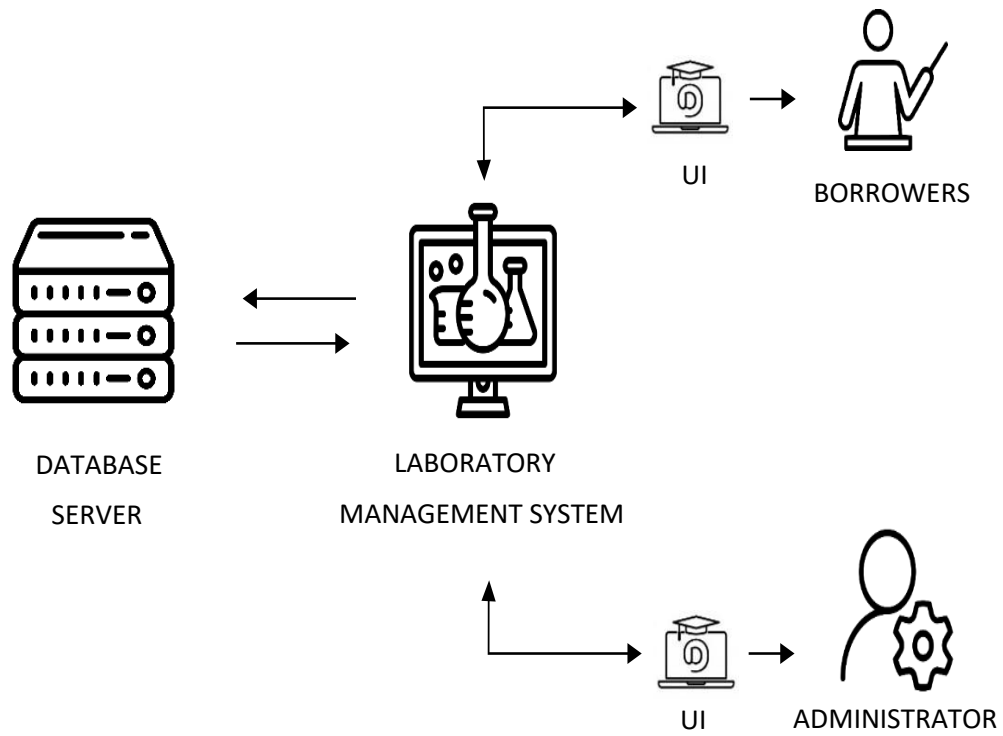 UI
BORROWERS
DATABASE
SERVER
LABORATORY
MANAGEMENT SYSTEM
UI
ADMINISTRATOR